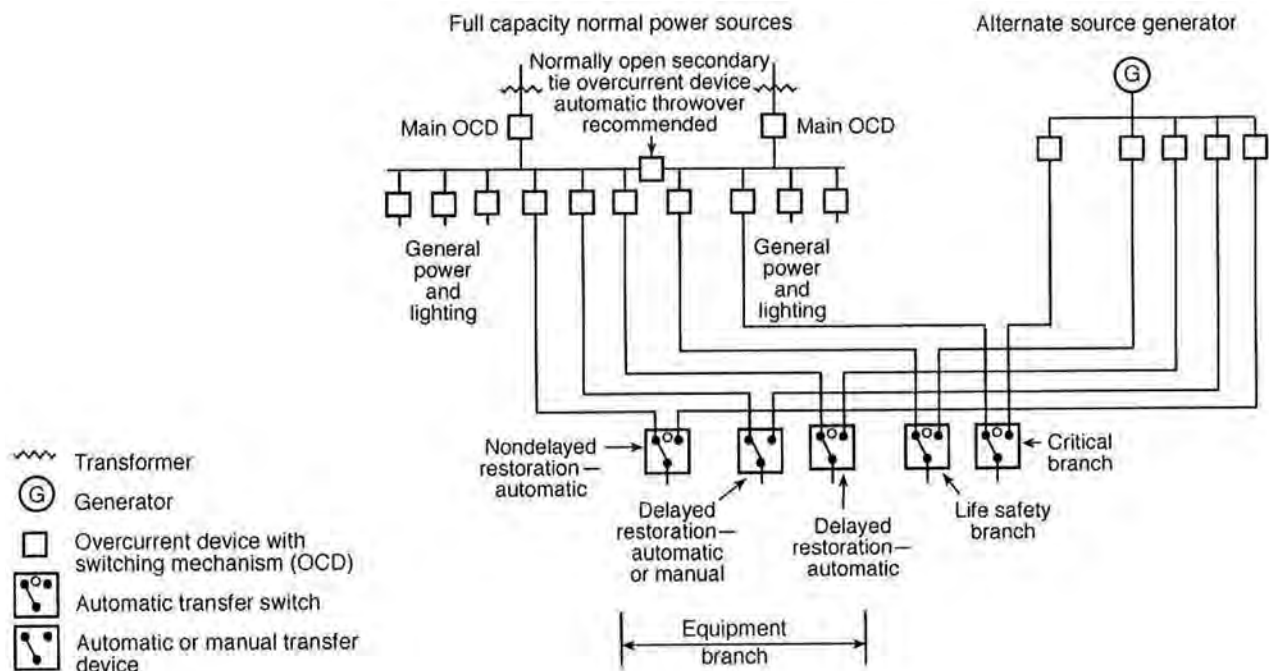 Full capacity normal power sources
Alternate source generator
Normally open secondary
tie overcurrent device
automatic throwover
recommended
G
Main OCD
Main OCD
General
power
and
lighting
General
power
and
lighting
Nondelayed
restoration—
automatic
Critical
branch
Delayed
restoration—
automatic
or manual
Delayed
restoration—
automatic
Life safety
branch
Equipment
branch
Transformer
G
Generator
Overcurrent device with
switching mechanism (OCD)
Automatic transfer switch
Automatic or manual transfer
device